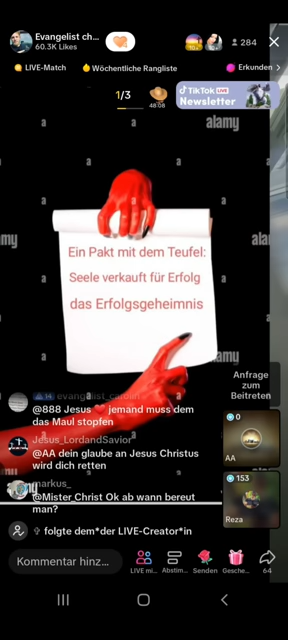 Evangelist ch...
60.3K Likes
284
LIVE-Match
Wöchentliche Rangliste
Erkunden
1/3
48:08
TikTok LIVE
Newsletter
a
alamy
Ein Pakt mit dem Teufel:
Seele verkauft für Erfolg
das Erfolgsgeheimnis
Anfrage
zum
Beitreten
14 evangelist_carolin
@888 Jesus ❤ jemand muss dem
das Maul stopfen
Jesus_LordandSavior
@AA dein glaube an Jesus Christus
wird dich retten
markus_
@Mister_Christ Ok ab wann bereut
man?
0
AA
153
Reza
✞ folgte dem*der LIVE-Creator*in
Kommentar hinz...
LIVE mi...
Abstim...
Senden
Gesche...
64